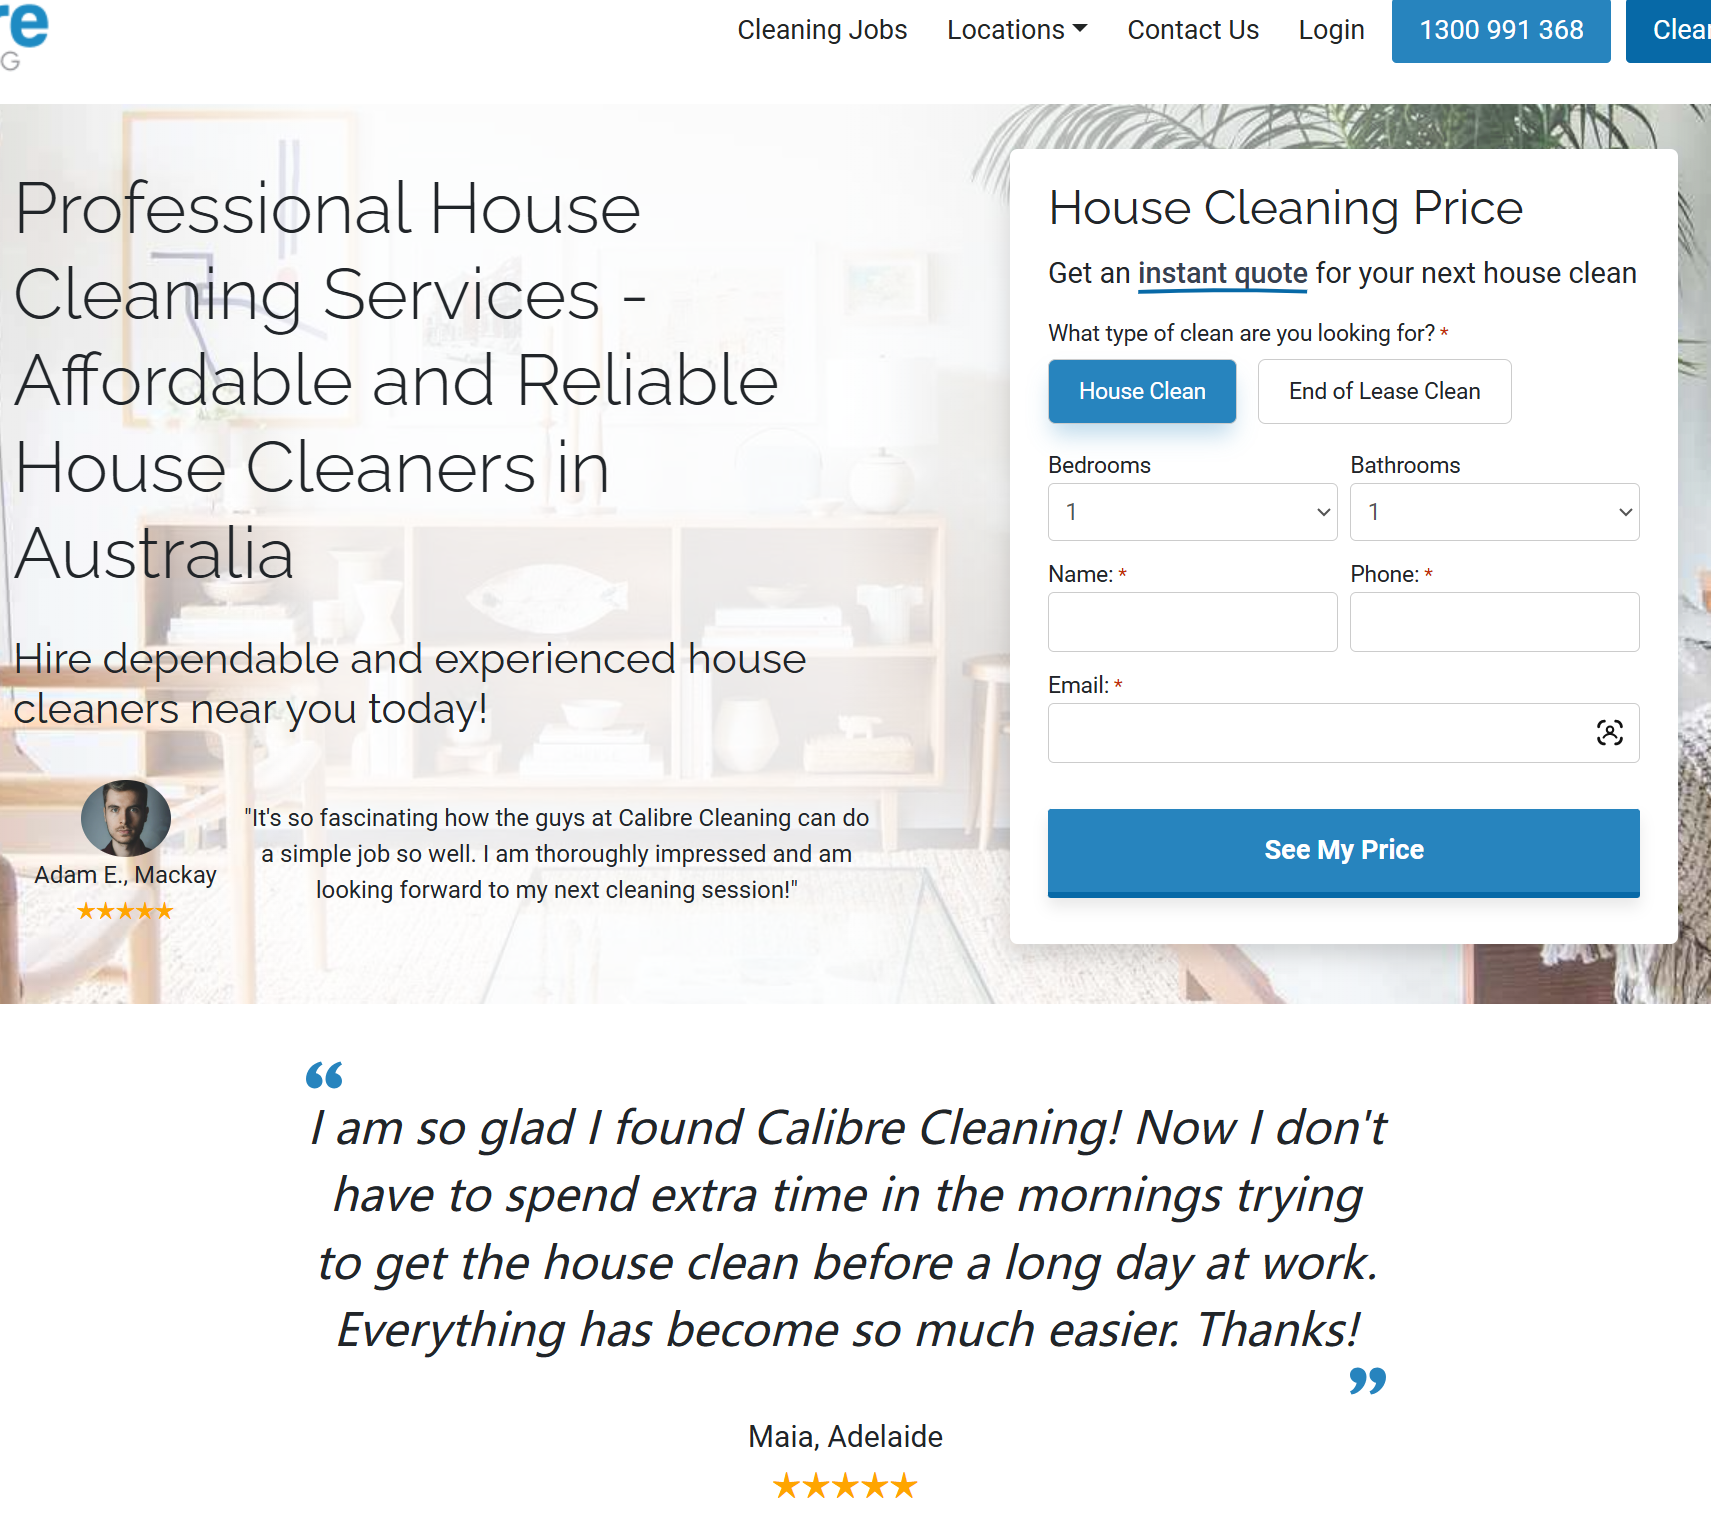 re
G
Cleaning Jobs
Locations
Contact Us
Login
1300 991 368
Professional House
Cleaning Services -
Affordable and Reliable
House Cleaners in
Australia
Hire dependable and experienced house
cleaners near you today!
Adam E., Mackay
"It's so fascinating how the guys at Calibre Cleaning can do
a simple job so well. I am thoroughly impressed and am
looking forward to my next cleaning session!"
House Cleaning Price
Get an instant quote for your next house clean
What type of clean are you looking for? *
House Clean
End of Lease Clean
Bedrooms
Bathrooms
1
1
Name: *
Phone: *
Email: *
See My Price
“
I am so glad I found Calibre Cleaning! Now I don't
have to spend extra time in the mornings trying
to get the house clean before a long day at work.
Everything has become so much easier. Thanks!
”
Maia, Adelaide